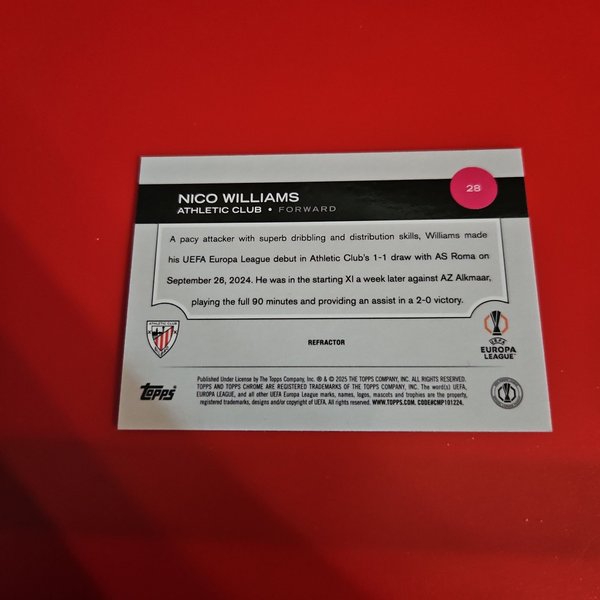 28
NICO WILLIAMS
ATHLETIC CLUB • FORWARD
A pacy attacker with superb dribbling and distribution skills, Williams made
his UEFA Europa League debut in Athletic Club's 1-1 draw with AS Roma on
September 26, 2024. He was in the starting XI a week later against AZ Alkmaar,
playing the full 90 minutes and providing an assist in a 2-0 victory.
ATHLETIC CLUB
REFRACTOR
UEFA
EUROPA
LEAGUE
topps
Published Under License by The Topps Company, Inc. ® & © 2025 THE TOPPS COMPANY, INC. ALL RIGHTS RESERVED.
TOPPS AND TOPPS CHROME ARE REGISTERED TRADEMARKS OF THE TOPPS COMPANY, INC. The word(s) UEFA,
EUROPA LEAGUE, and all other UEFA Europa League marks, names, logos, mascots and trophies are the property,
registered trademarks, designs and/or copyright of UEFA. All rights reserved. WWW.TOPPS.COM. CODE#CMP101224.